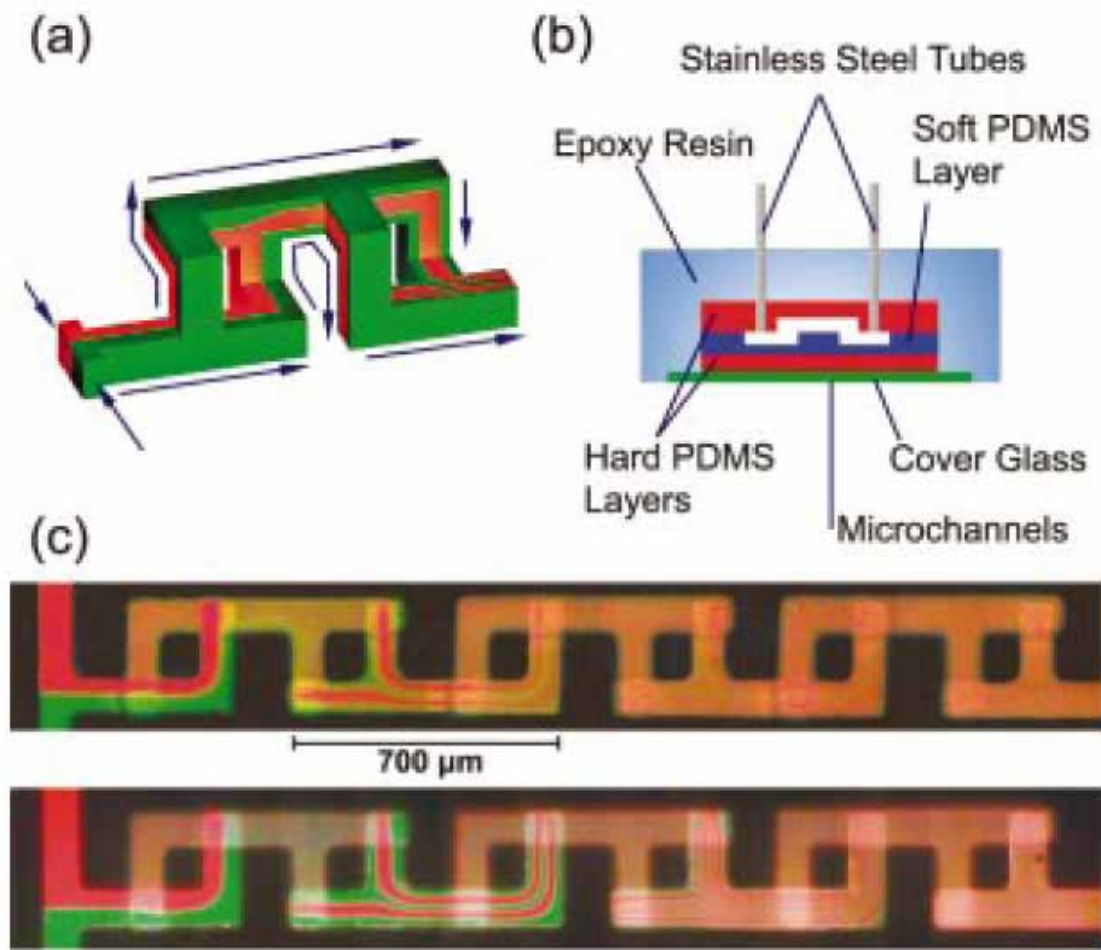 (a)
(b)
Stainless Steel Tubes
Epoxy Resin
Soft PDMS
Layer
Hard PDMS
Layers
Cover Glass
Microchannels
(c)
700 µm